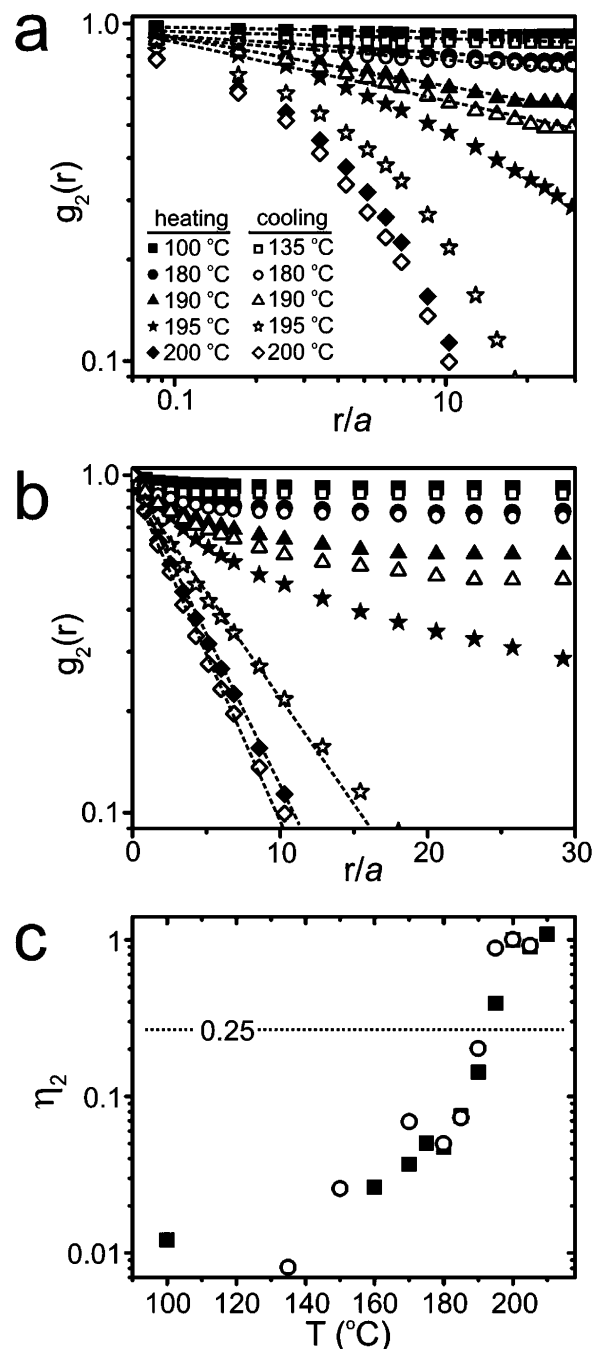 a
1.0
g₂(r)
heating cooling
■ 100 °C □ 135 °C
● 180 °C ○ 180 °C
▲ 190 °C △ 190 °C
★ 195 °C ☆ 195 °C
◆ 200 °C ◇ 200 °C
0.1
0.1 10
r/a
b
1.0
g₂(r)
0.1
0 10 20 30
r/a
c
1
0.25
η₂
0.1
0.01
100 120 140 160 180 200
T (°C)